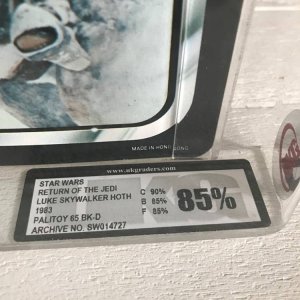 MADE IN HONG KONG
www.ukgraders.com
STAR WARS
RETURN OF THE JEDI C 90%
LUKE SKYWALKER HOTH B 85% 85%
1983 F 85%
PALITOY 65 BK-D
ARCHIVE NO. SW014727